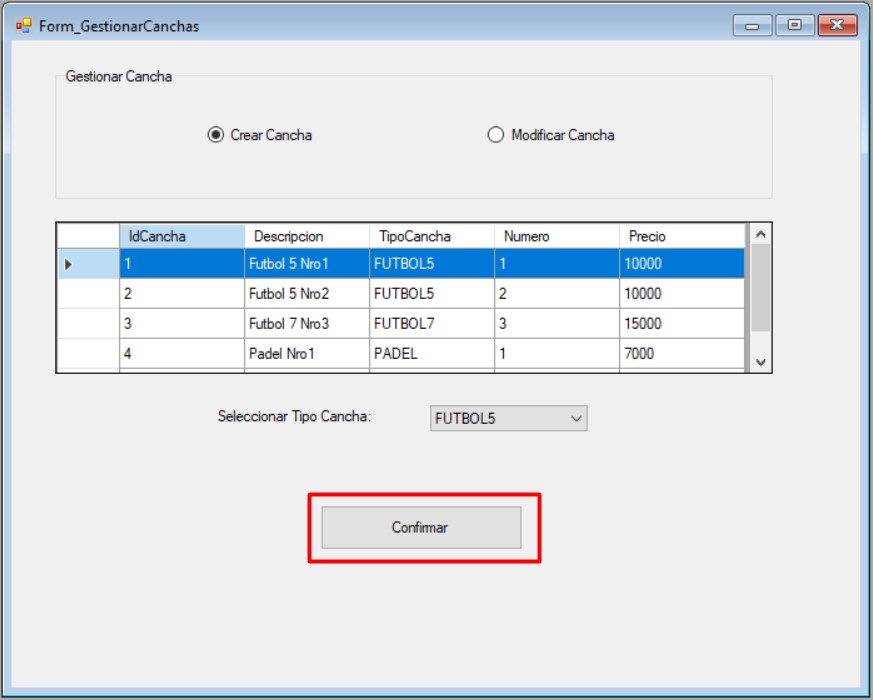 Form_GestionarCanchas
Gestionar Cancha
Crear Cancha Modificar Cancha
IdCancha Descripcion TipoCancha Numero Precio
1 Futbol 5 Nro1 FUTBOL5 1 10000
2 Futbol 5 Nro2 FUTBOL5 2 10000
3 Futbol 7 Nro3 FUTBOL7 3 15000
4 Padel Nro1 PADEL 1 7000
Seleccionar Tipo Cancha: FUTBOL5
Confirmar